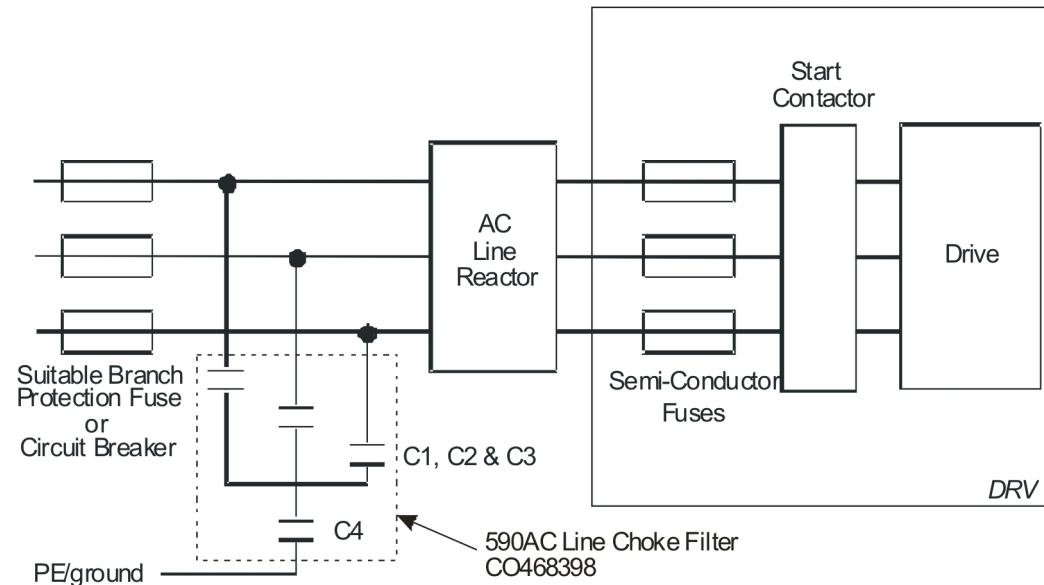 Start
Contactor
AC
Line
Reactor
Drive
Suitable Branch
Protection Fuse
or
Circuit Breaker
Semi-Conductor
Fuses
C1, C2 & C3
DRV
C4
590AC Line Choke Filter
CO468398
PE/ground